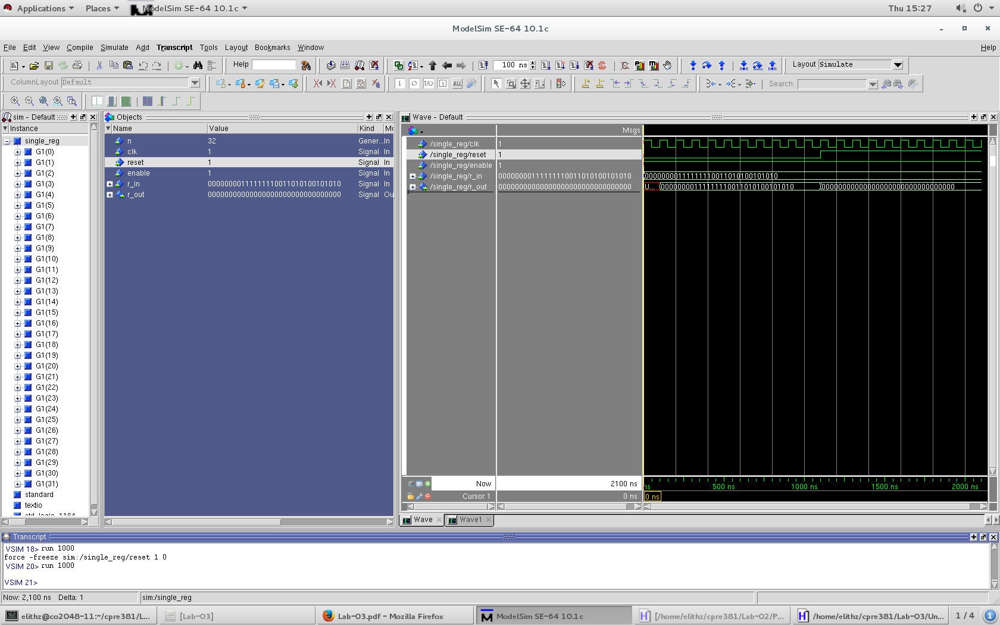 Applications Places ModelSim SE-64 10.1c Thu 15:27
ModelSim SE-64 10.1c
File Edit View Compile Simulate Add Transcript Tools Layout Bookmarks Window Help
Help 100 ns Layout Simulate
ColumnLayout Default Search:
sim - Default
Instance
single_reg
G1(0)
G1(1)
G1(2)
G1(3)
G1(4)
G1(5)
G1(6)
G1(7)
G1(8)
G1(9)
G1(10)
G1(11)
G1(12)
G1(13)
G1(14)
G1(15)
G1(16)
G1(17)
G1(18)
G1(19)
G1(20)
G1(21)
G1(22)
G1(23)
G1(24)
G1(25)
G1(26)
G1(27)
G1(28)
G1(29)
G1(30)
G1(31)
standard
textio
std_logic_1164
Objects
Name Value Kind Mo
n 32 Gener... In
clk 1 Signal In
reset 1 Signal In
enable 1 Signal In
r_in 00000000111111110011010100101010 Signal In
r_out 00000000000000000000000000000000 Signal Ou
Wave - Default
Msgs
/single_reg/clk 1
/single_reg/reset 1
/single_reg/enable 1
/single_reg/r_in 00000000111111110011010100101010 00000000111111110011010100101010
/single_reg/r_out 00000000000000000000000000000000 U... 00000000111111110011010100101010 00000000000000000000000000000000
Now 2100 ns ns 500 ns 1000 ns 1500 ns 2000 ns
Cursor 1 0 ns 0 ns
Wave Wave1
Transcript
VSIM 18> run 1000
force -freeze sim:/single_reg/reset 1 0
VSIM 20> run 1000
VSIM 21>
Now: 2,100 ns Delta: 1 sim:/single_reg
elithz@co2048-11:~/cpre381/L... [Lab-03] Lab-03.pdf - Mozilla Firefox ModelSim SE-64 10.1c [/home/elithz/cpre381/Lab-02/P... /home/elithz/cpre381/Lab-03/Un... 1 / 4 1